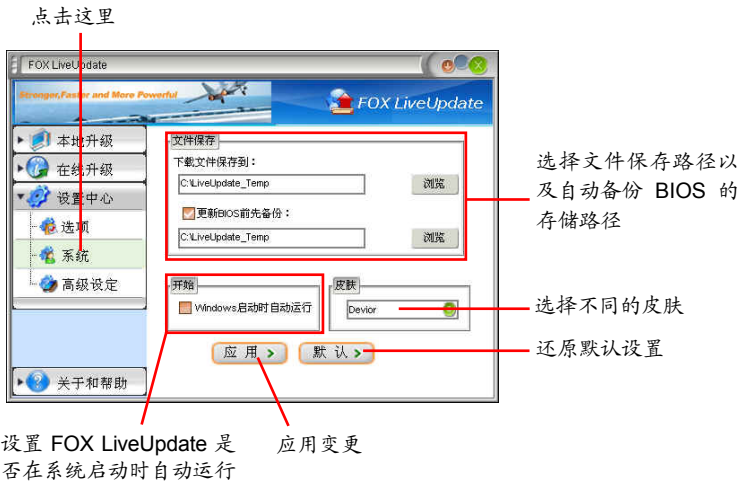 点击这里
FOX LiveUpdate
Stronger,Faster and More Powerful
FOX LiveUpdate
本地升级
在线升级
设置中心
选项
系统
高级设定
关于和帮助
文件保存
下载文件保存到：
C:\LiveUpdate_Temp
浏览
更新BIOS前先备份：
C:\LiveUpdate_Temp
浏览
开始
Windows启动时自动运行
皮肤
Devior
应 用
默 认
选择文件保存路径以
及自动备份 BIOS 的
存储路径
选择不同的皮肤
还原默认设置
设置 FOX LiveUpdate 是
否在系统启动时自动运行
应用变更